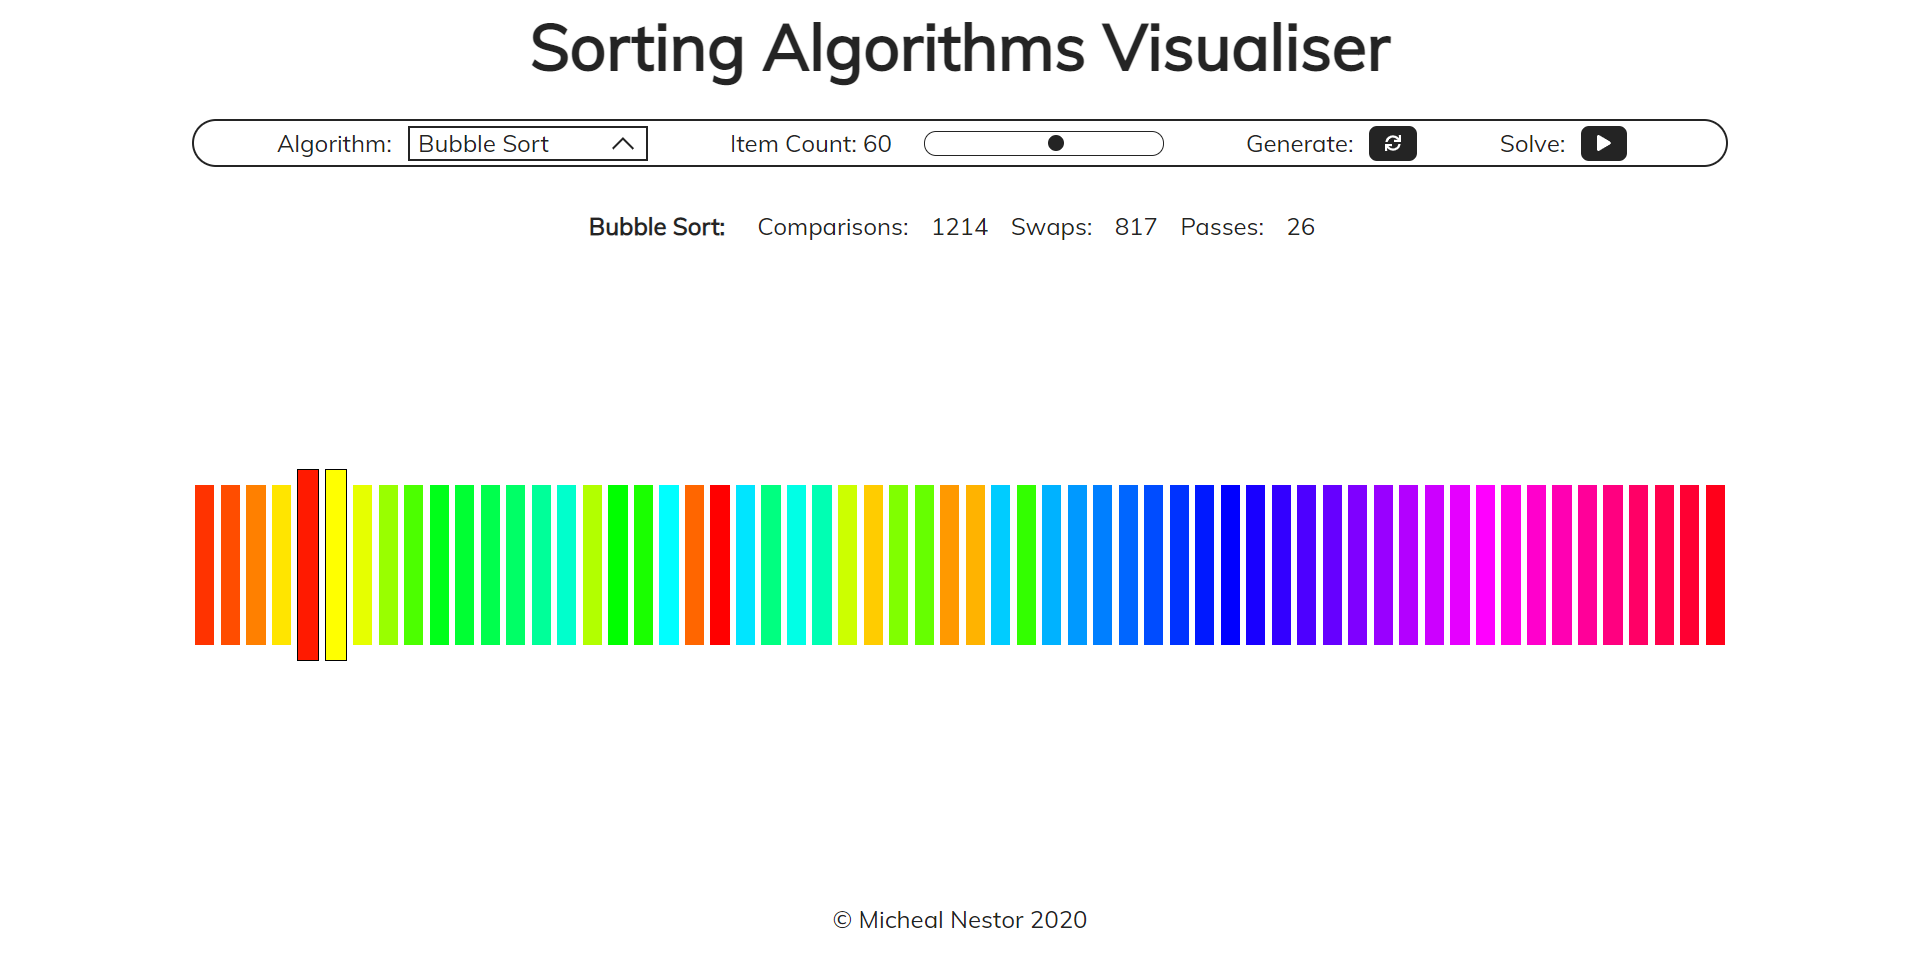 Sorting Algorithms Visualiser
Algorithm: Bubble Sort Item Count: 60 Generate: Solve:
Bubble Sort: Comparisons: 1214 Swaps: 817 Passes: 26
© Micheal Nestor 2020